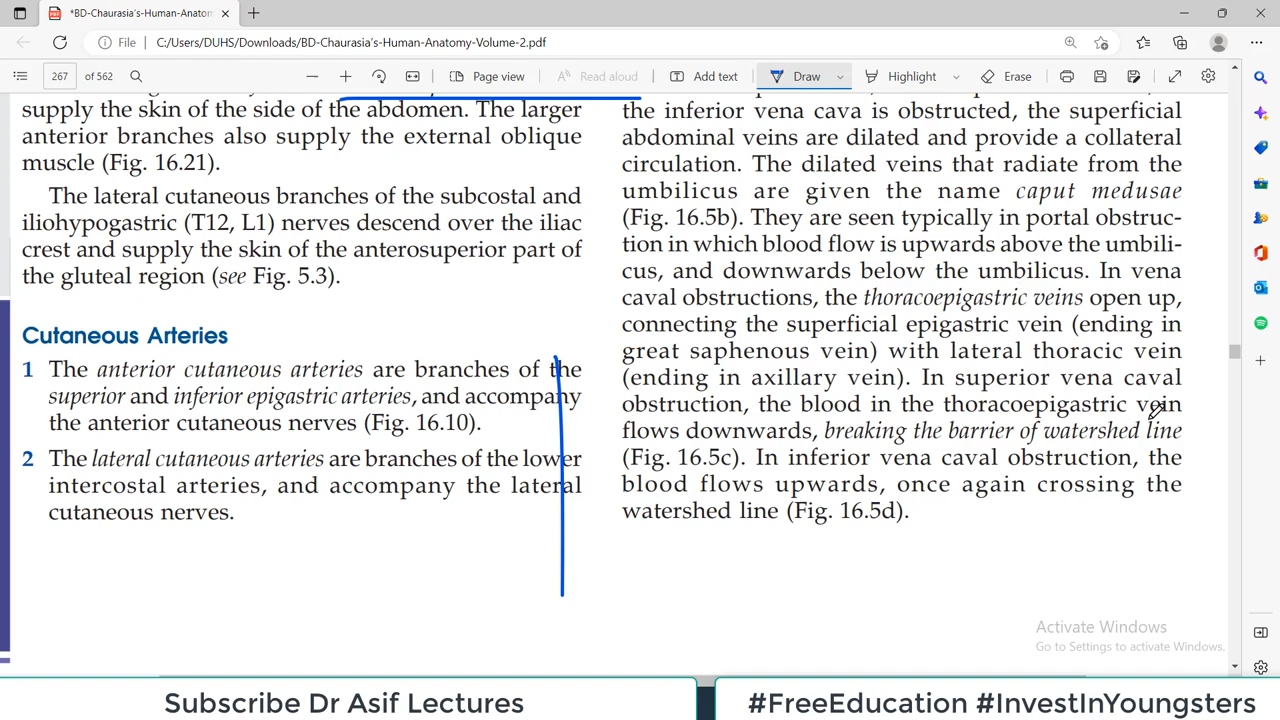 *BD-Chaurasia's-Human-Anatom
File
C:/Users/DUHS/Downloads/BD-Chaurasia's-Human-Anatomy-Volume-2.pdf
267
of 562
Page view
Read aloud
Add text
Draw
Highlight
Erase
supply the skin of the side of the abdomen. The larger
anterior branches also supply the external oblique
muscle (Fig. 16.21).
The lateral cutaneous branches of the subcostal and
iliohypogastric (T12, L1) nerves descend over the iliac
crest and supply the skin of the anterosuperior part of
the gluteal region (see Fig. 5.3).
Cutaneous Arteries
1 The anterior cutaneous arteries are branches of the
superior and inferior epigastric arteries, and accompany
the anterior cutaneous nerves (Fig. 16.10).
2 The lateral cutaneous arteries are branches of the lower
intercostal arteries, and accompany the lateral
cutaneous nerves.
the inferior vena cava is obstructed, the superficial
abdominal veins are dilated and provide a collateral
circulation. The dilated veins that radiate from the
umbilicus are given the name caput medusae
(Fig. 16.5b). They are seen typically in portal obstruc-
tion in which blood flow is upwards above the umbili-
cus, and downwards below the umbilicus. In vena
caval obstructions, the thoracoepigastric veins open up,
connecting the superficial epigastric vein (ending in
great saphenous vein) with lateral thoracic vein
(ending in axillary vein). In superior vena caval
obstruction, the blood in the thoracoepigastric vein
flows downwards, breaking the barrier of watershed line
(Fig. 16.5c). In inferior vena caval obstruction, the
blood flows upwards, once again crossing the
watershed line (Fig. 16.5d).
Activate Windows
Go to Settings to activate Windows.
Subscribe Dr Asif Lectures
#FreeEducation #InvestInYoungsters